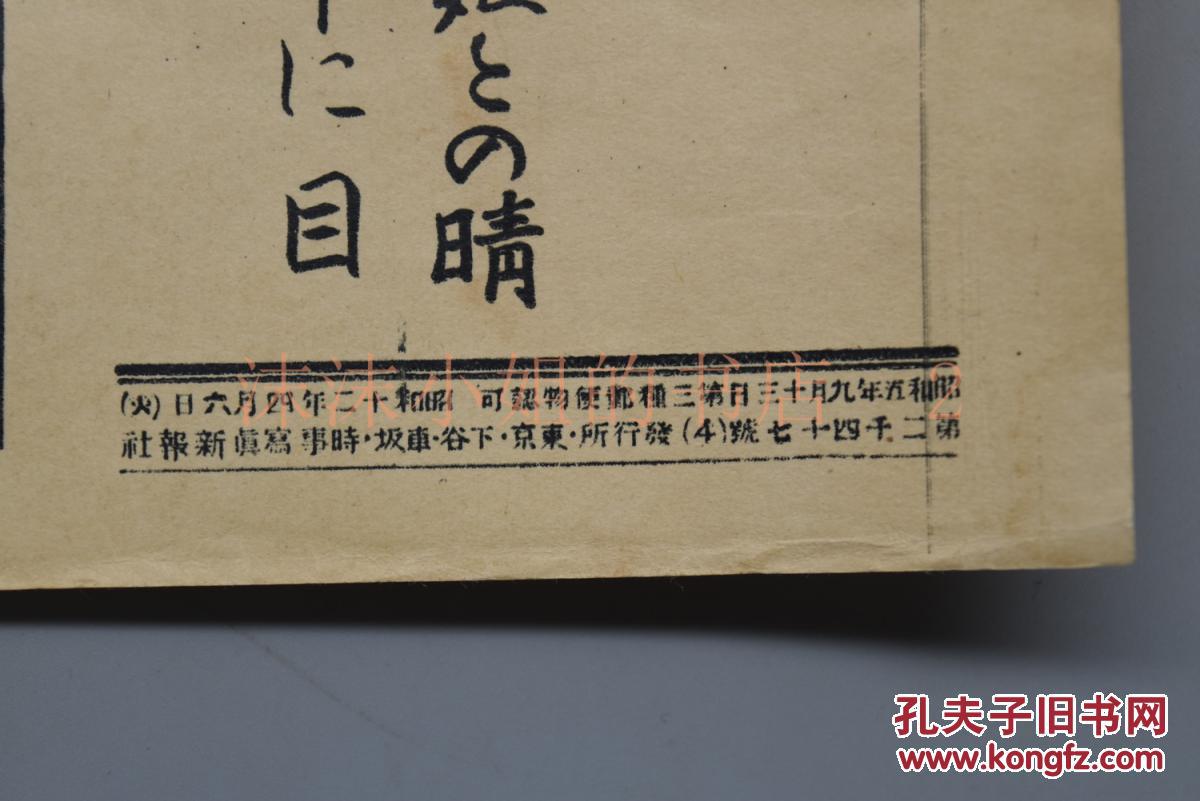 との晴
に目
昭和五年九月十三日第三種郵便物認可 昭和十二年四月六日(火)
第二千四十七號(4)發行所・東京・下谷・車坂・時事寫眞新報社
沐沐小姐的书店 2
孔夫子旧书网
www.kongfz.com